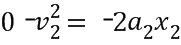 0 ⁻v₂² = ⁻2a₂x₂